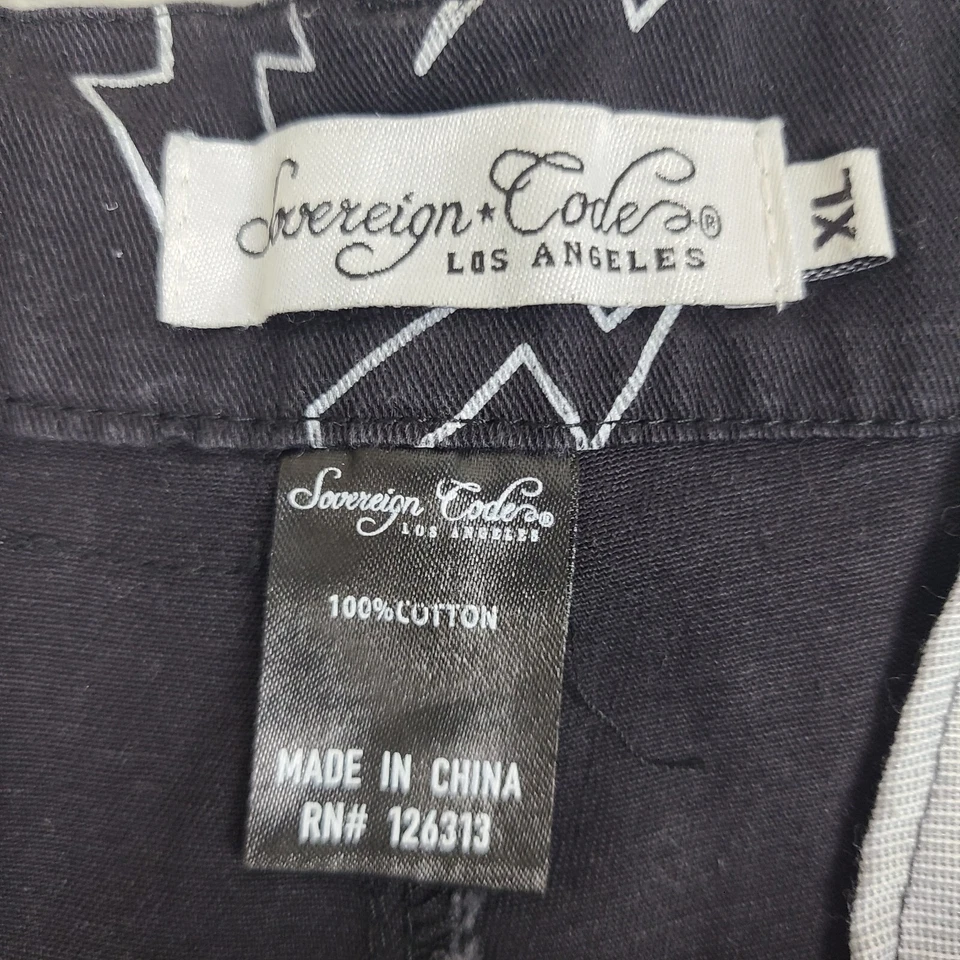 Sovereign★Code®
LOS ANGELES
XL
Sovereign Code®
LOS ANGELES
100%COTTON
MADE IN CHINA
RN# 126313